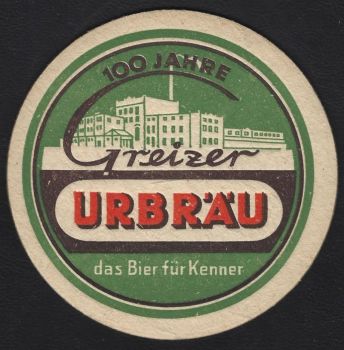 100 JAHRE
Greizer
URBRÄU
das Bier für Kenner